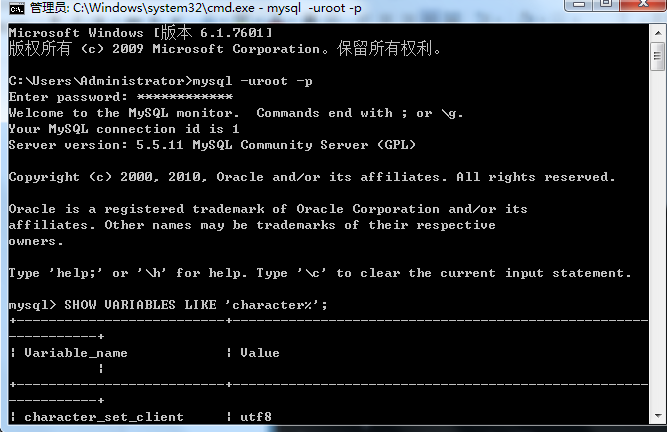 管理员: C:\Windows\system32\cmd.exe - mysql  -uroot -p
Microsoft Windows [版本 6.1.7601]
版权所有 (c) 2009 Microsoft Corporation。保留所有权利。
C:\Users\Administrator>mysql -uroot -p
Enter password: ************
Welcome to the MySQL monitor.  Commands end with ; or \g.
Your MySQL connection id is 1
Server version: 5.5.11 MySQL Community Server (GPL)
Copyright (c) 2000, 2010, Oracle and/or its affiliates. All rights reserved.
Oracle is a registered trademark of Oracle Corporation and/or its
affiliates. Other names may be trademarks of their respective
owners.
Type 'help;' or '\h' for help. Type '\c' to clear the current input statement.
mysql> SHOW VARIABLES LIKE 'character%';
+--------------------------+----------------------------------------------------
-----------+
| Variable_name            | Value
           |
+--------------------------+----------------------------------------------------
-----------+
| character_set_client     | utf8